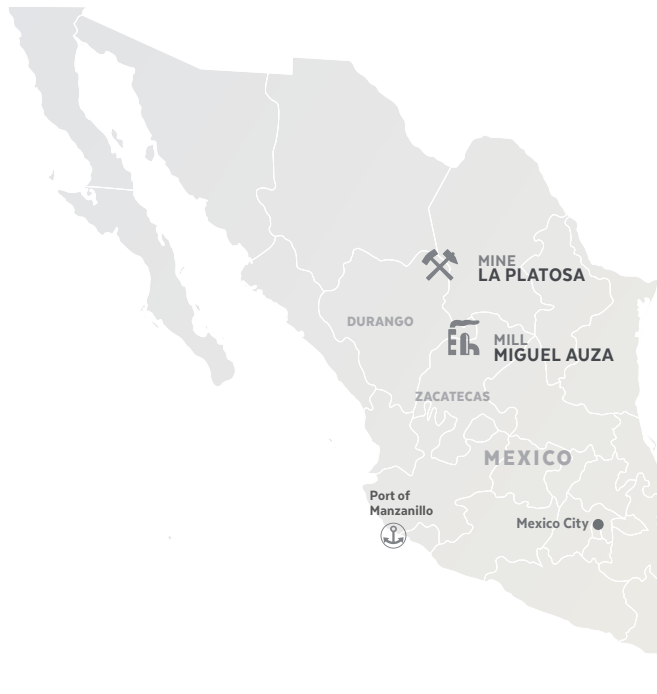 MINE
LA PLATOSA
DURANGO
MILL
MIGUEL AUZA
ZACATECAS
MEXICO
Port of
Manzanillo
Mexico City